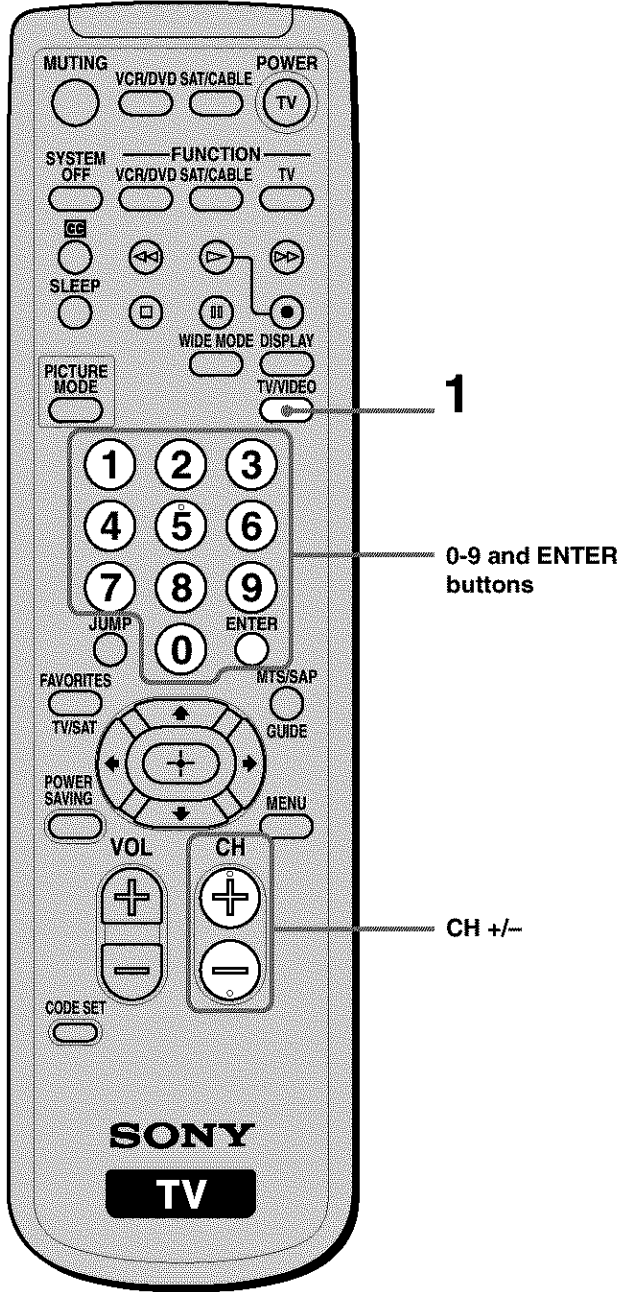 MUTING
VCR/DVD SAT/CABLE
POWER
TV
SYSTEM
OFF
FUNCTION
VCR/DVD SAT/CABLE TV
CC
SLEEP
WIDE MODE DISPLAY
PICTURE
MODE
TV/VIDEO
1
1 2 3
4 5 6
0-9 and ENTER
buttons
7 8 9
JUMP
0
ENTER
FAVORITES
TV/SAT
MTS/SAP
GUIDE
POWER
SAVING
MENU
VOL
CH
CH +/–
CODE SET
SONY
TV